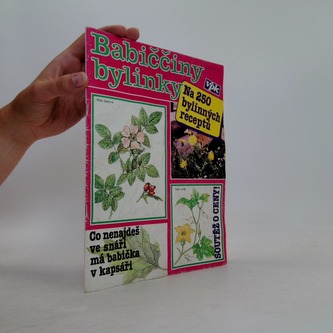 Babiččiny
bylinky
Na 250
bylinných
receptů
Co nenajdeš
ve snáři
má babička
v kapsáři
SOUTĚŽ O CENY!